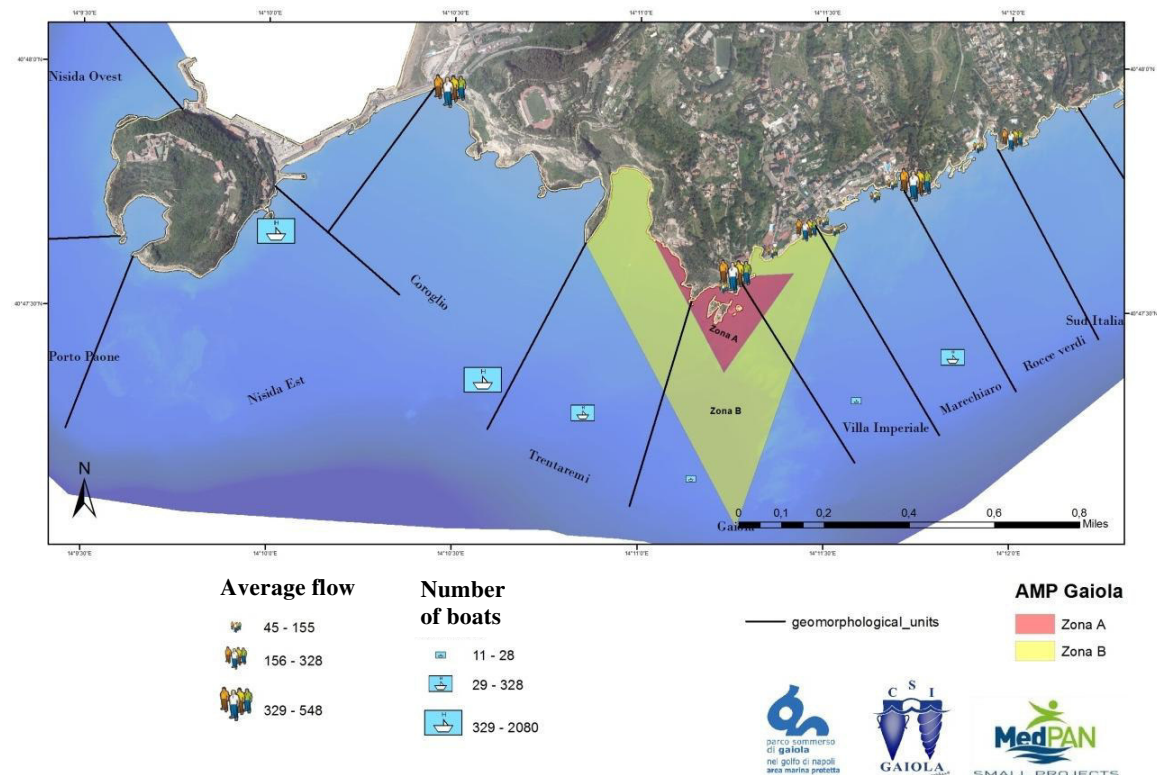 14°9'30"E 14°10'0"E 14°10'30"E 14°11'0"E 14°11'30"E 14°12'0"E
40°48'0"N
40°48'0"N
Nisida Ovest
Coroglio
40°47'30"N
40°47'30"N
Zona A
Sud Italia
Porto Paone
Rocce verdi
Nisida Est
Marechiaro
Zona B
Villa Imperiale
Trentaremi
N
Gaiola
0 0,1 0,2 0,4 0,6 0,8
Miles
14°9'30"E 14°10'0"E 14°10'30"E 14°11'0"E 14°11'30"E 14°12'0"E
Average flow
45 - 155
156 - 328
329 - 548
Number
of boats
11 - 28
29 - 328
329 - 2080
geomorphological_units
AMP Gaiola
Zona A
Zona B
parco sommerso
di gaiola
nel golfo di napoli
area marina protetta
C S I
GAIOLA
MedPAN
SMALL PROJECTS